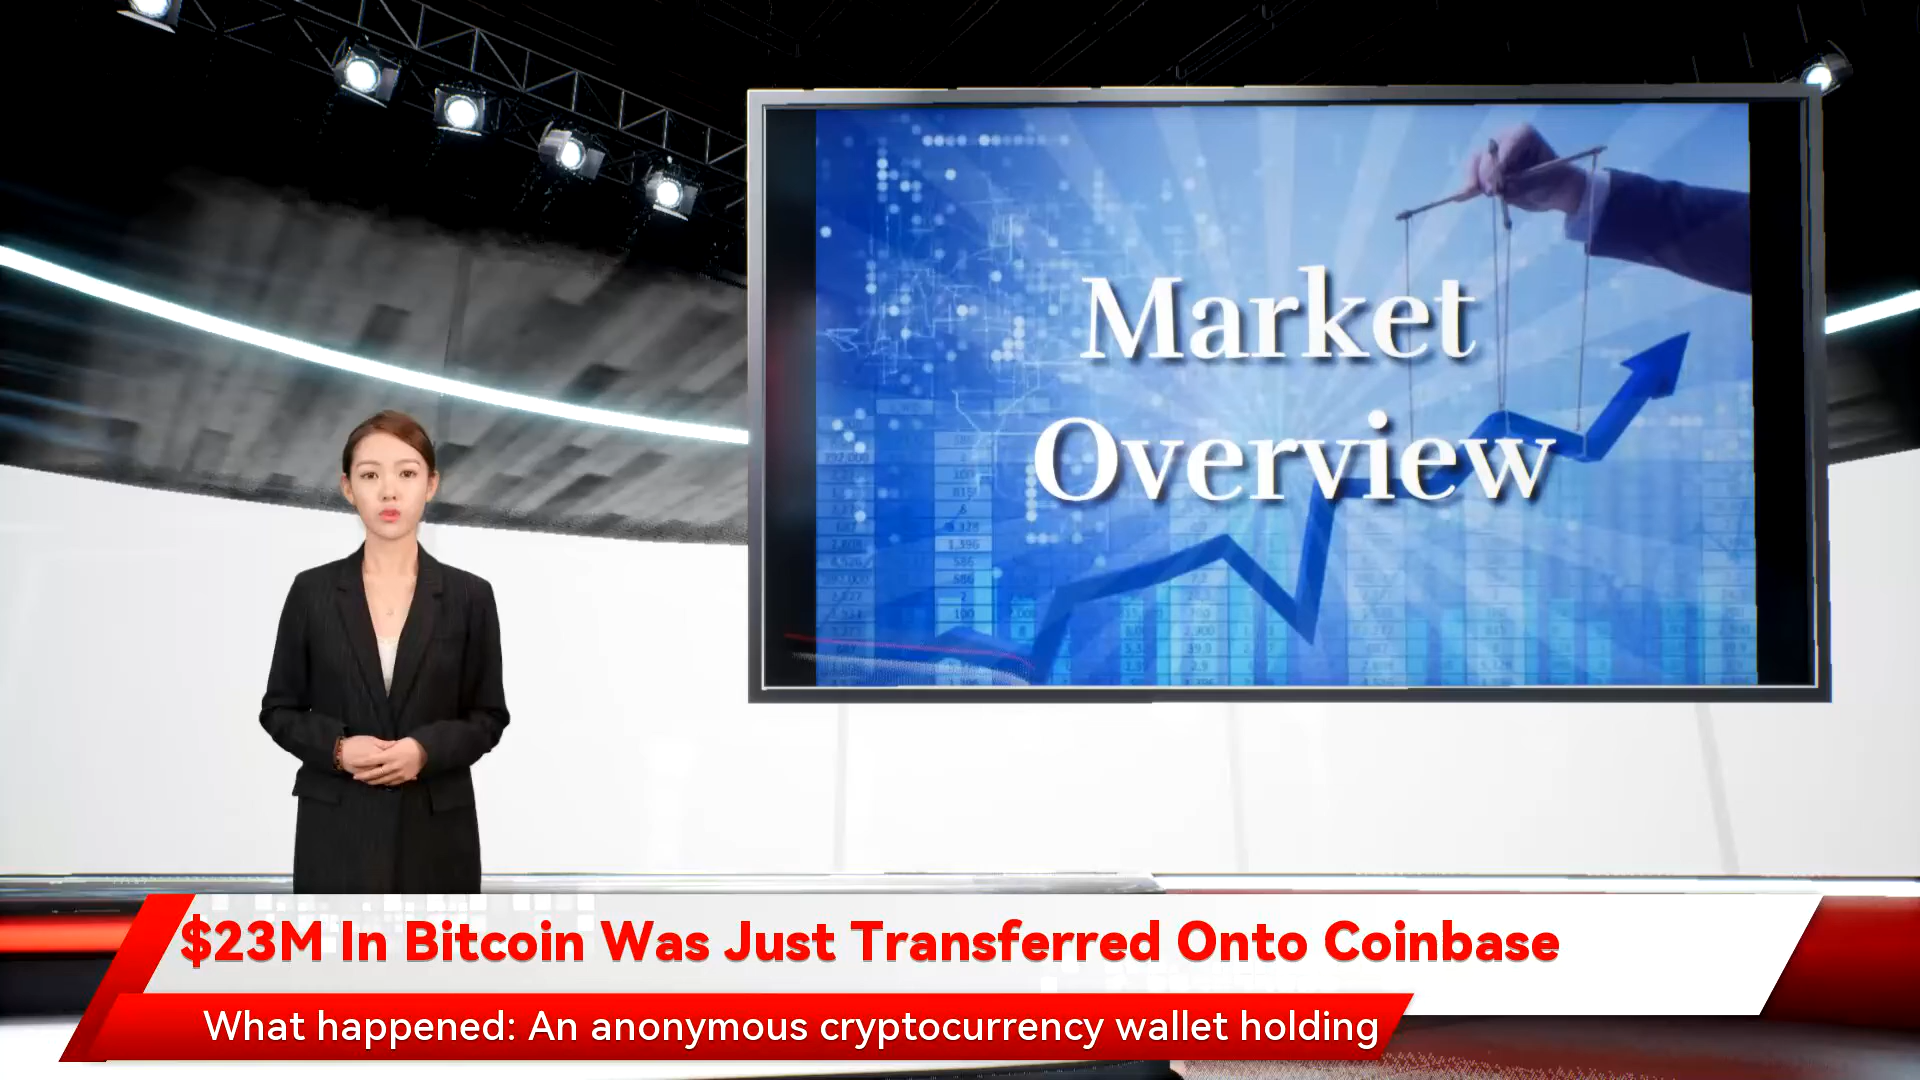 Market
Overview
$23M In Bitcoin Was Just Transferred Onto Coinbase
What happened: An anonymous cryptocurrency wallet holding